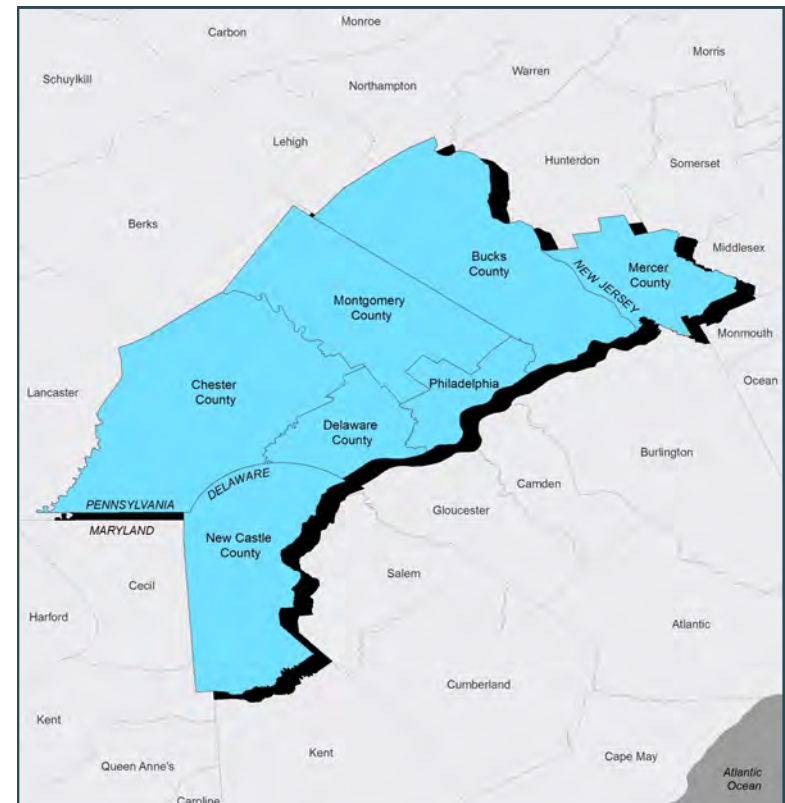 Monroe
Carbon
Morris
Warren
Schuylkill
Northampton
Lehigh
Hunterdon
Somerset
Berks
Middlesex
Bucks
County
NEW JERSEY
Mercer
County
Montgomery
County
Monmouth
Ocean
Lancaster
Chester
County
Philadelphia
Delaware
County
Burlington
DELAWARE
Camden
PENNSYLVANIA
Gloucester
MARYLAND
New Castle
County
Salem
Cecil
Harford
Atlantic
Cumberland
Kent
Kent
Cape May
Queen Anne's
Atlantic
Ocean
Caroline